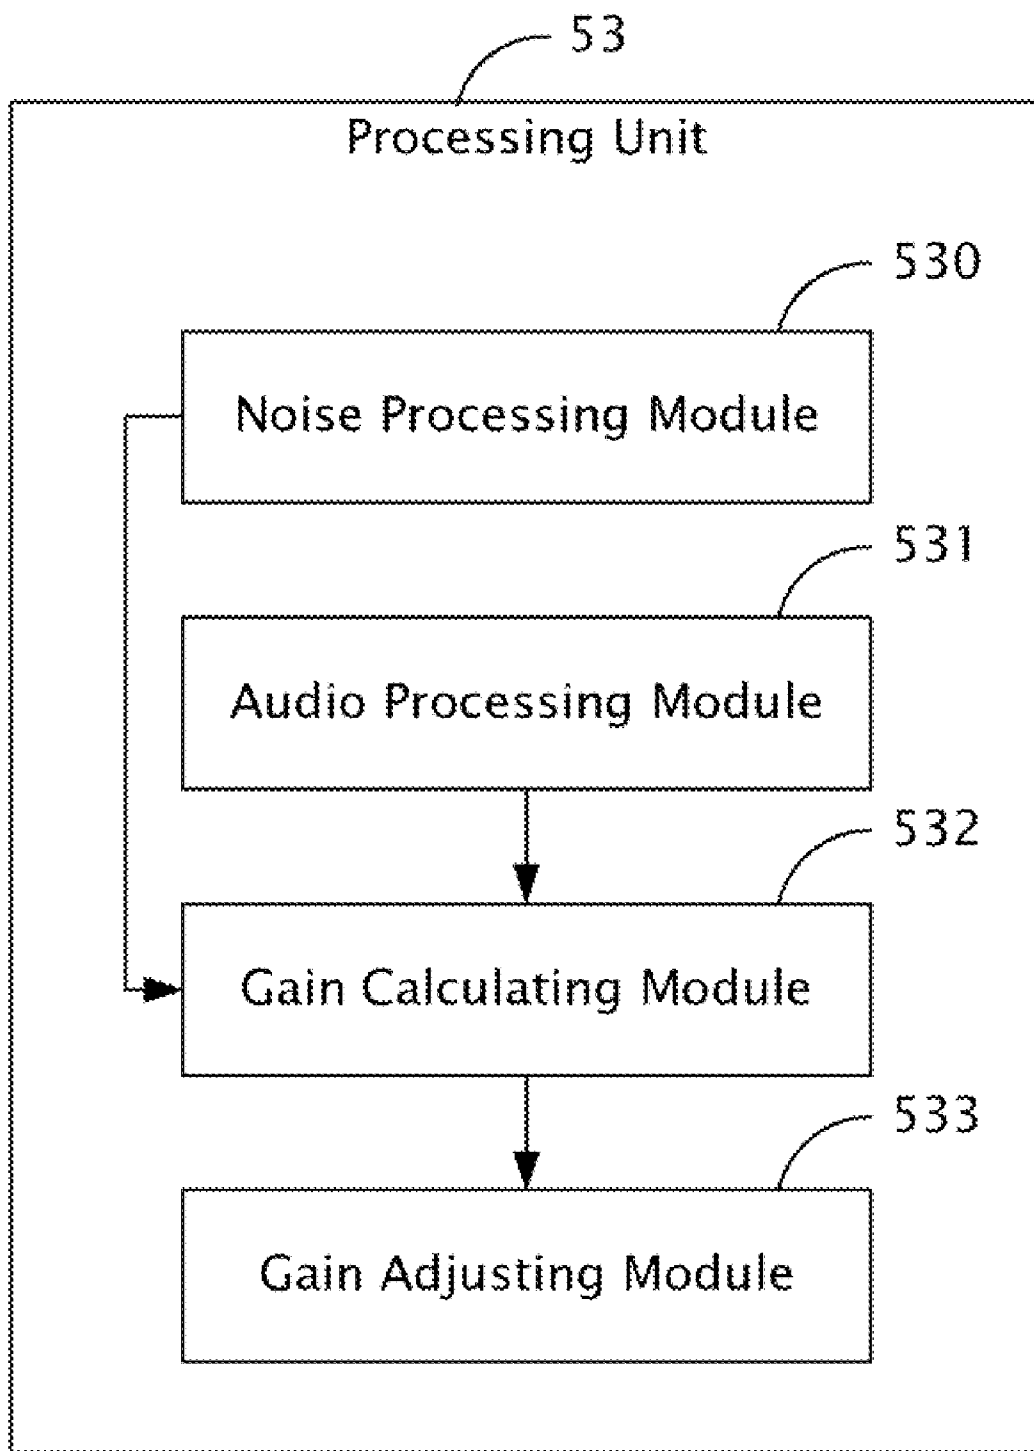 53
Processing Unit
530
Noise Processing Module
531
Audio Processing Module
532
Gain Calculating Module
533
Gain Adjusting Module